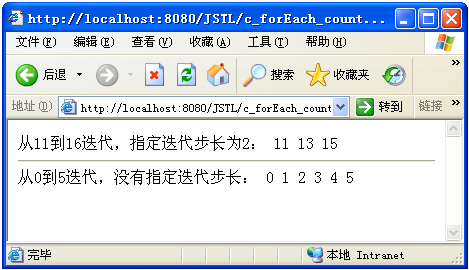 http://localhost:8080/JSTL/c_forEach_count...
文件(F) 编辑(E) 查看(V) 收藏(A) 工具(T) 帮助(H)
后退 搜索 收藏夹
地址(D) http://localhost:8080/JSTL/c_forEach_count 转到 链接
从11到16迭代，指定迭代步长为2： 11 13 15
从0到5迭代，没有指定迭代步长： 0 1 2 3 4 5
完毕 本地 Intranet